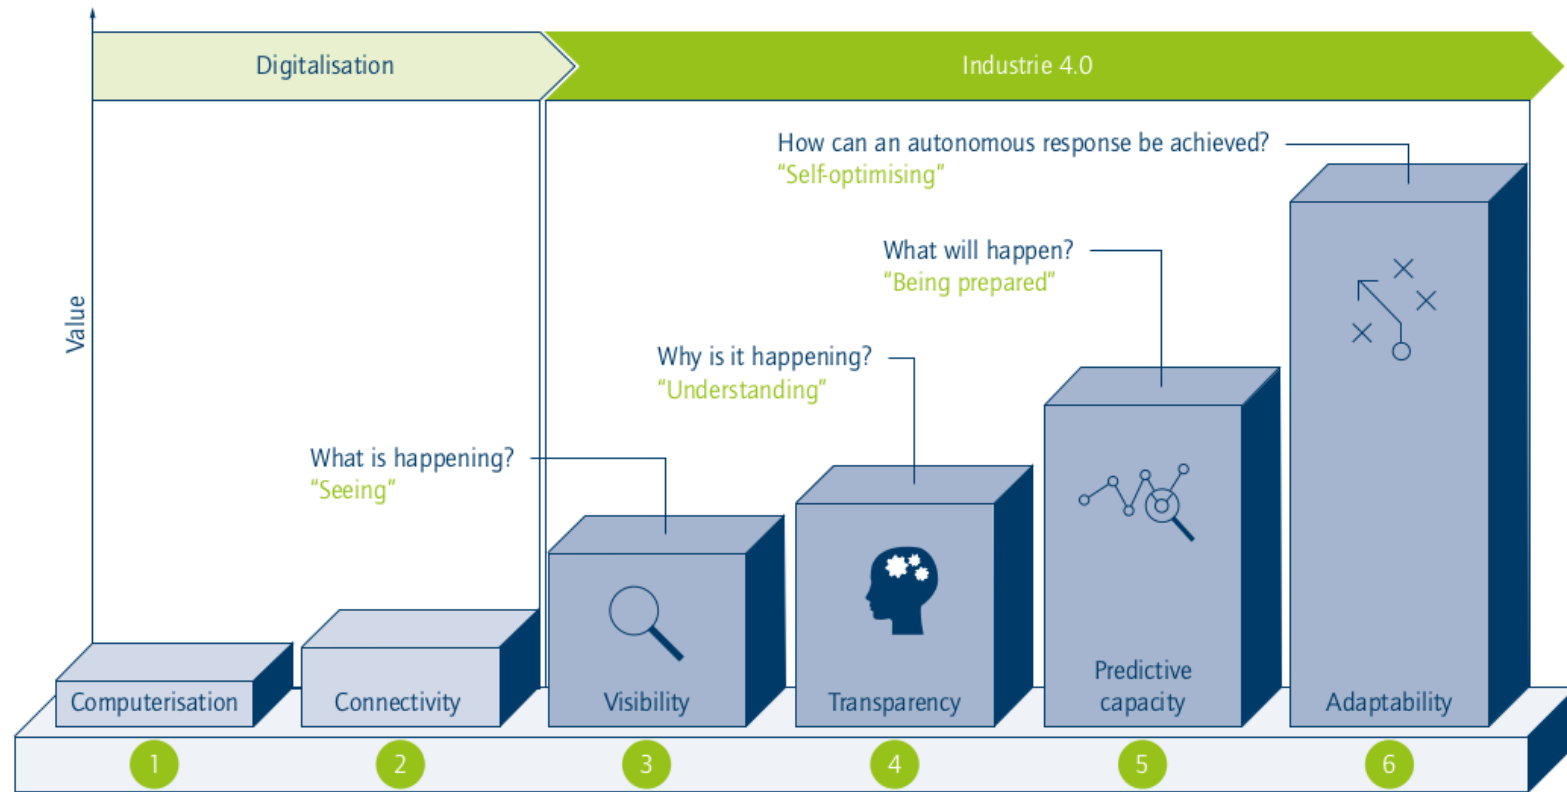 Digitalisation
Industrie 4.0
How can an autonomous response be achieved?
“Self-optimising”
What will happen?
“Being prepared”
Why is it happening?
“Understanding”
What is happening?
“Seeing”
Value
Computerisation
Connectivity
Visibility
Transparency
Predictive
capacity
Adaptability
1
2
3
4
5
6